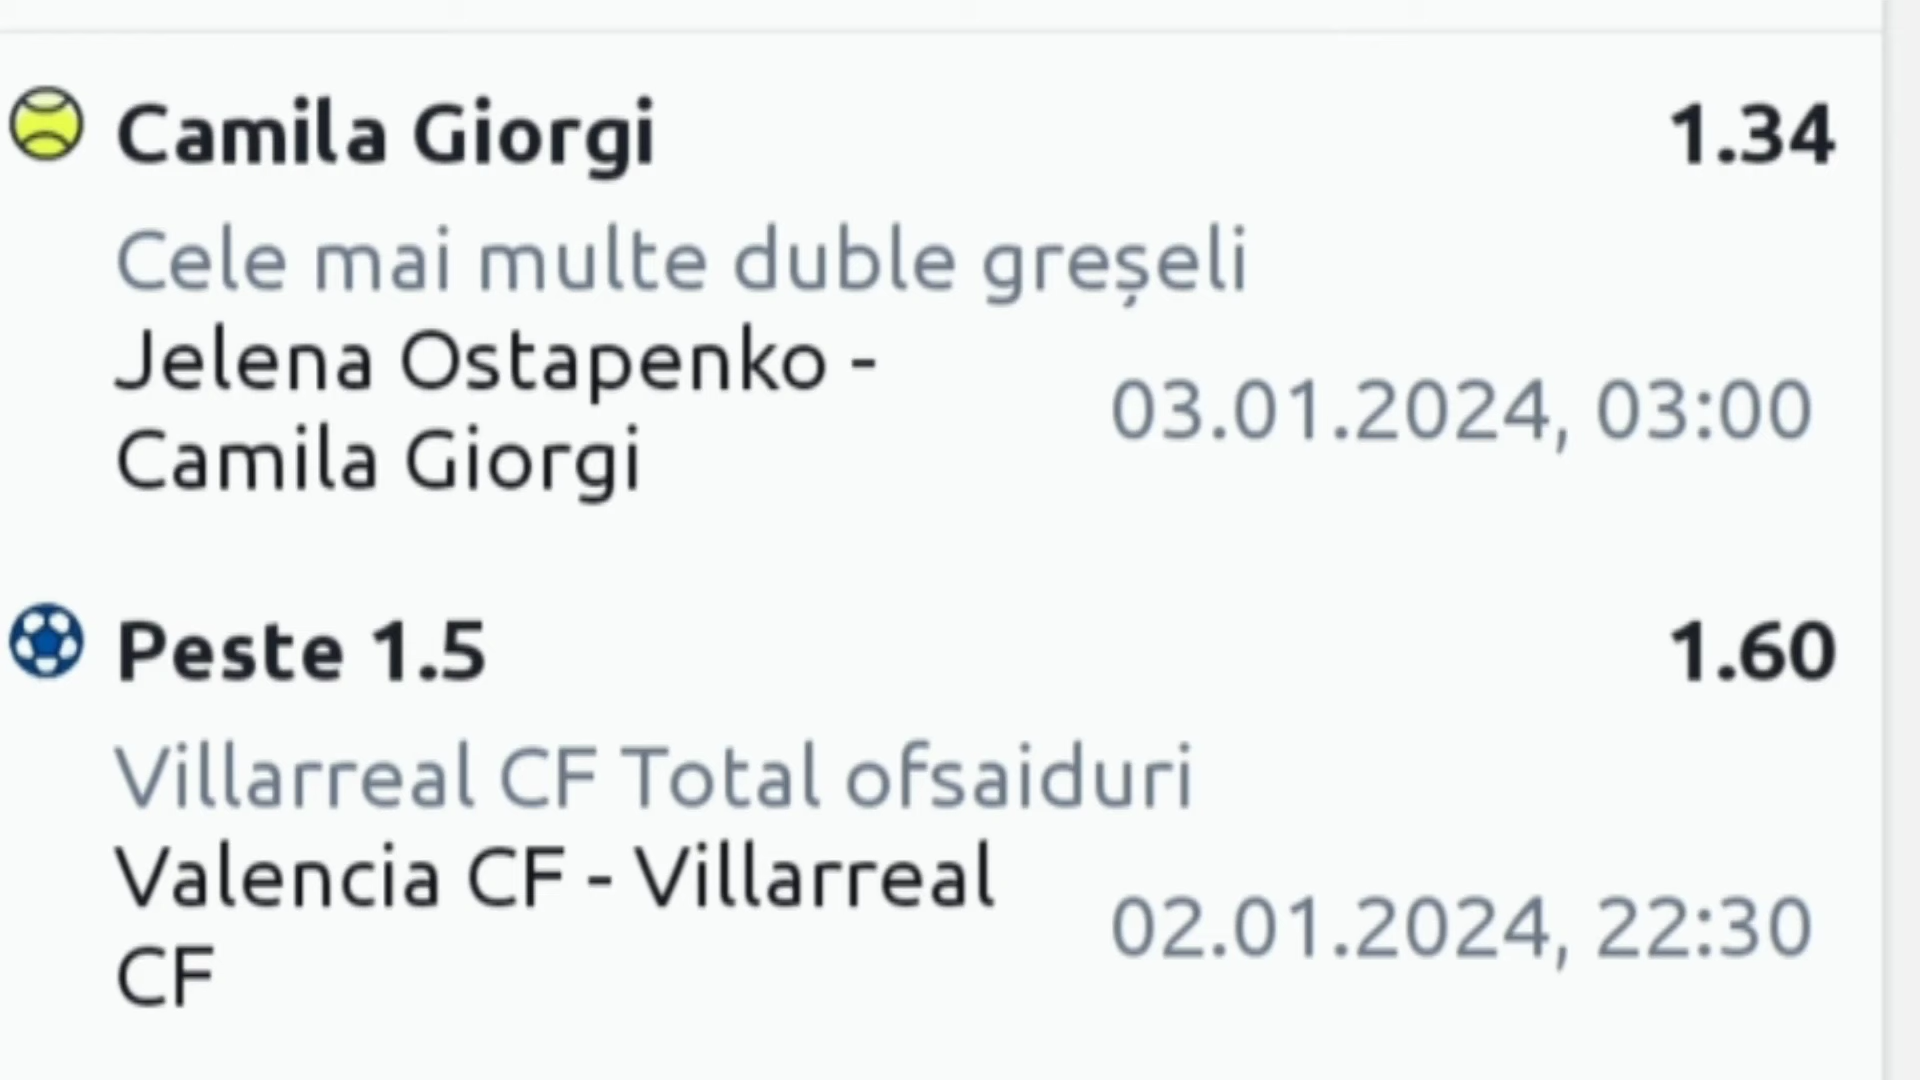 Camila Giorgi 1.34
Cele mai multe duble greșeli
Jelena Ostapenko -
Camila Giorgi
03.01.2024, 03:00
Peste 1.5 1.60
Villarreal CF Total ofsaiduri
Valencia CF - Villarreal
CF
02.01.2024, 22:30